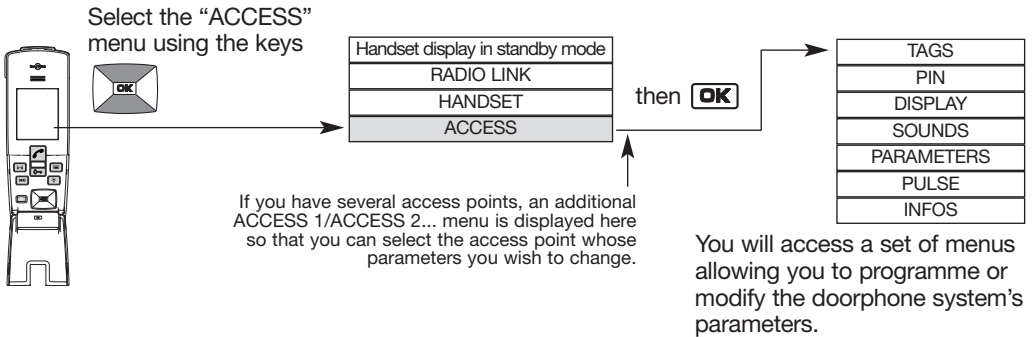 Select the “ACCESS”
menu using the keys
OK
Handset display in standby mode
RADIO LINK
HANDSET
ACCESS
then OK
If you have several access points, an additional
ACCESS 1/ACCESS 2... menu is displayed here
so that you can select the access point whose
parameters you wish to change.
TAGS
PIN
DISPLAY
SOUNDS
PARAMETERS
PULSE
INFOS
You will access a set of menus
allowing you to programme or
modify the doorphone system’s
parameters.